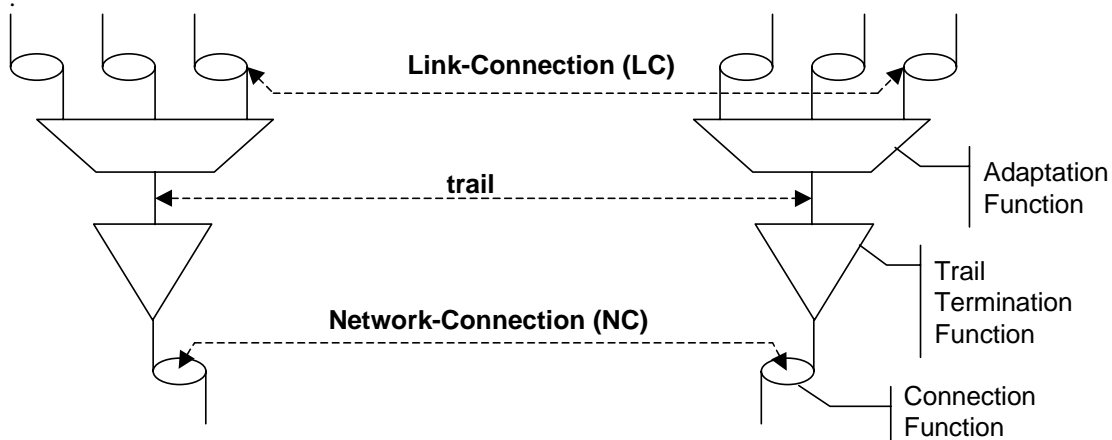 .
Link-Connection (LC)
trail
Adaptation
Function
Trail
Termination
Function
Network-Connection (NC)
Connection
Function